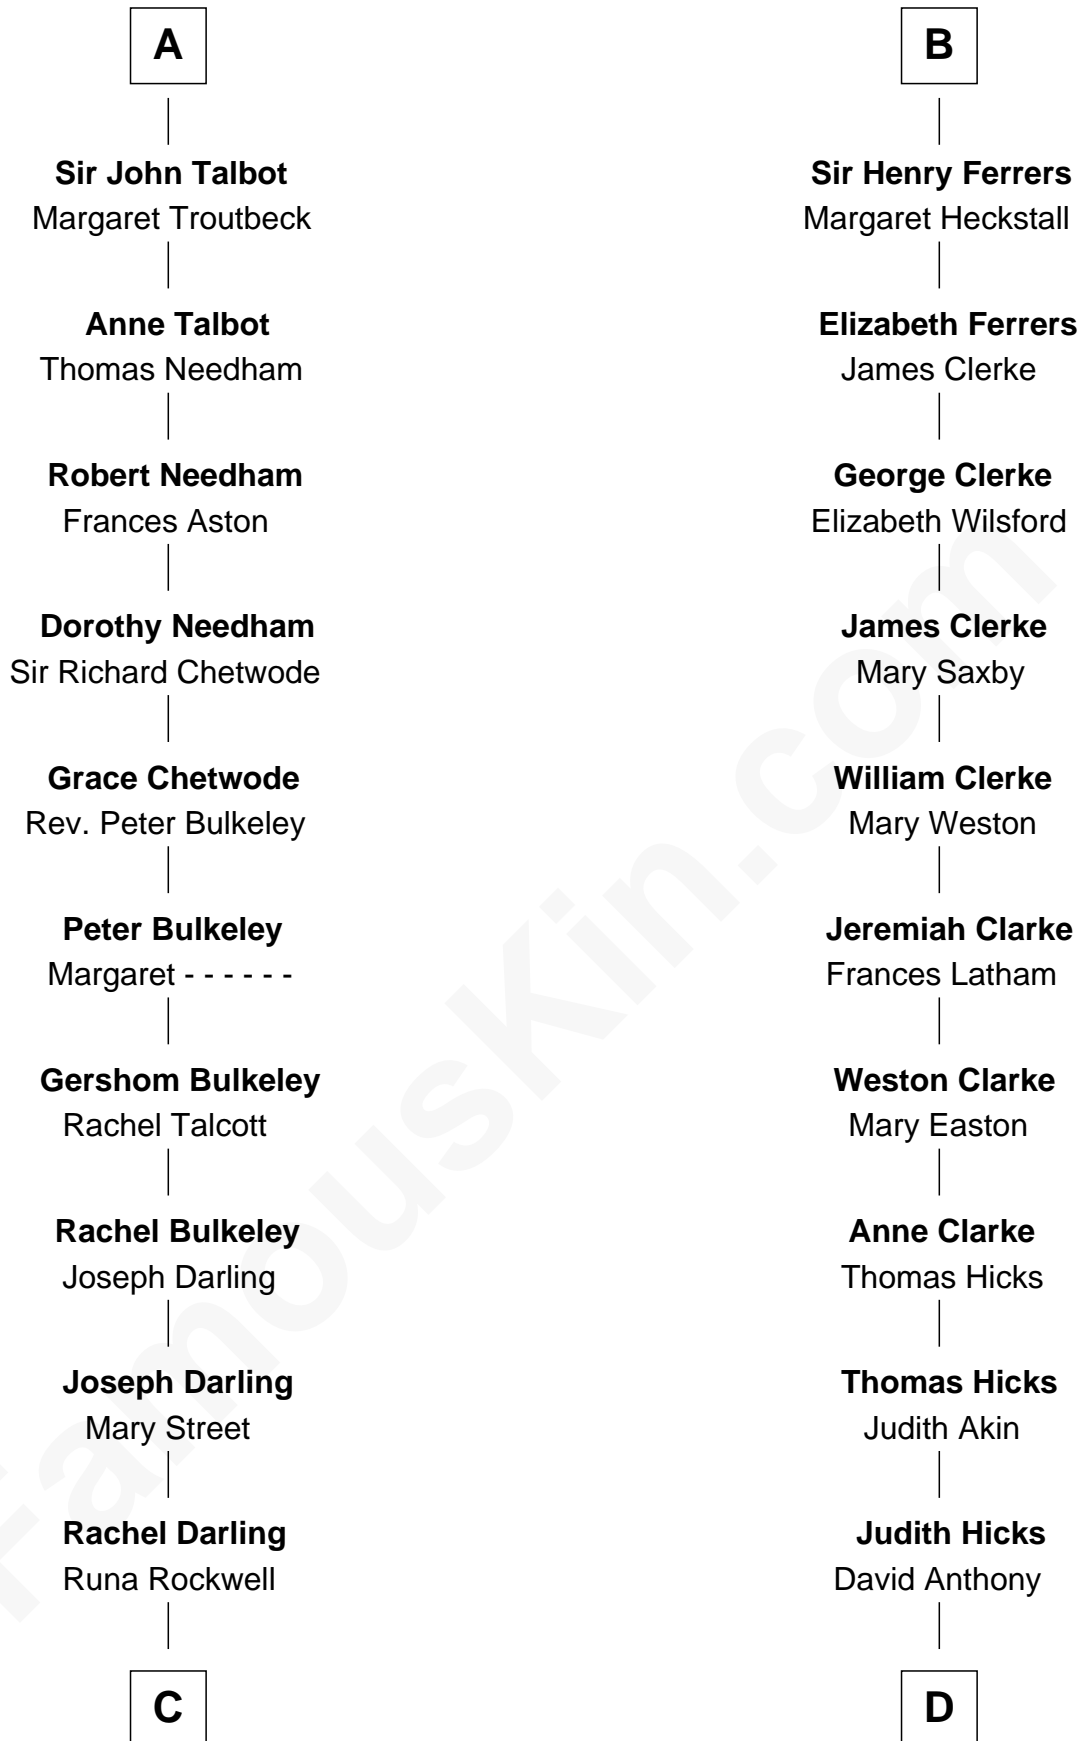 A
Sir John Talbot
Margaret Troutbeck
Anne Talbot
Thomas Needham
Robert Needham
Frances Aston
Dorothy Needham
Sir Richard Chetwode
Grace Chetwode
Rev. Peter Bulkeley
Peter Bulkeley
Margaret - - - - - -
Gershom Bulkeley
Rachel Talcott
Rachel Bulkeley
Joseph Darling
Joseph Darling
Mary Street
Rachel Darling
Runa Rockwell
C
B
Sir Henry Ferrers
Margaret Heckstall
Elizabeth Ferrers
James Clerke
George Clerke
Elizabeth Wilsford
James Clerke
Mary Saxby
William Clerke
Mary Weston
Jeremiah Clarke
Frances Latham
Weston Clarke
Mary Easton
Anne Clarke
Thomas Hicks
Thomas Hicks
Judith Akin
Judith Hicks
David Anthony
D
FamousKin.com